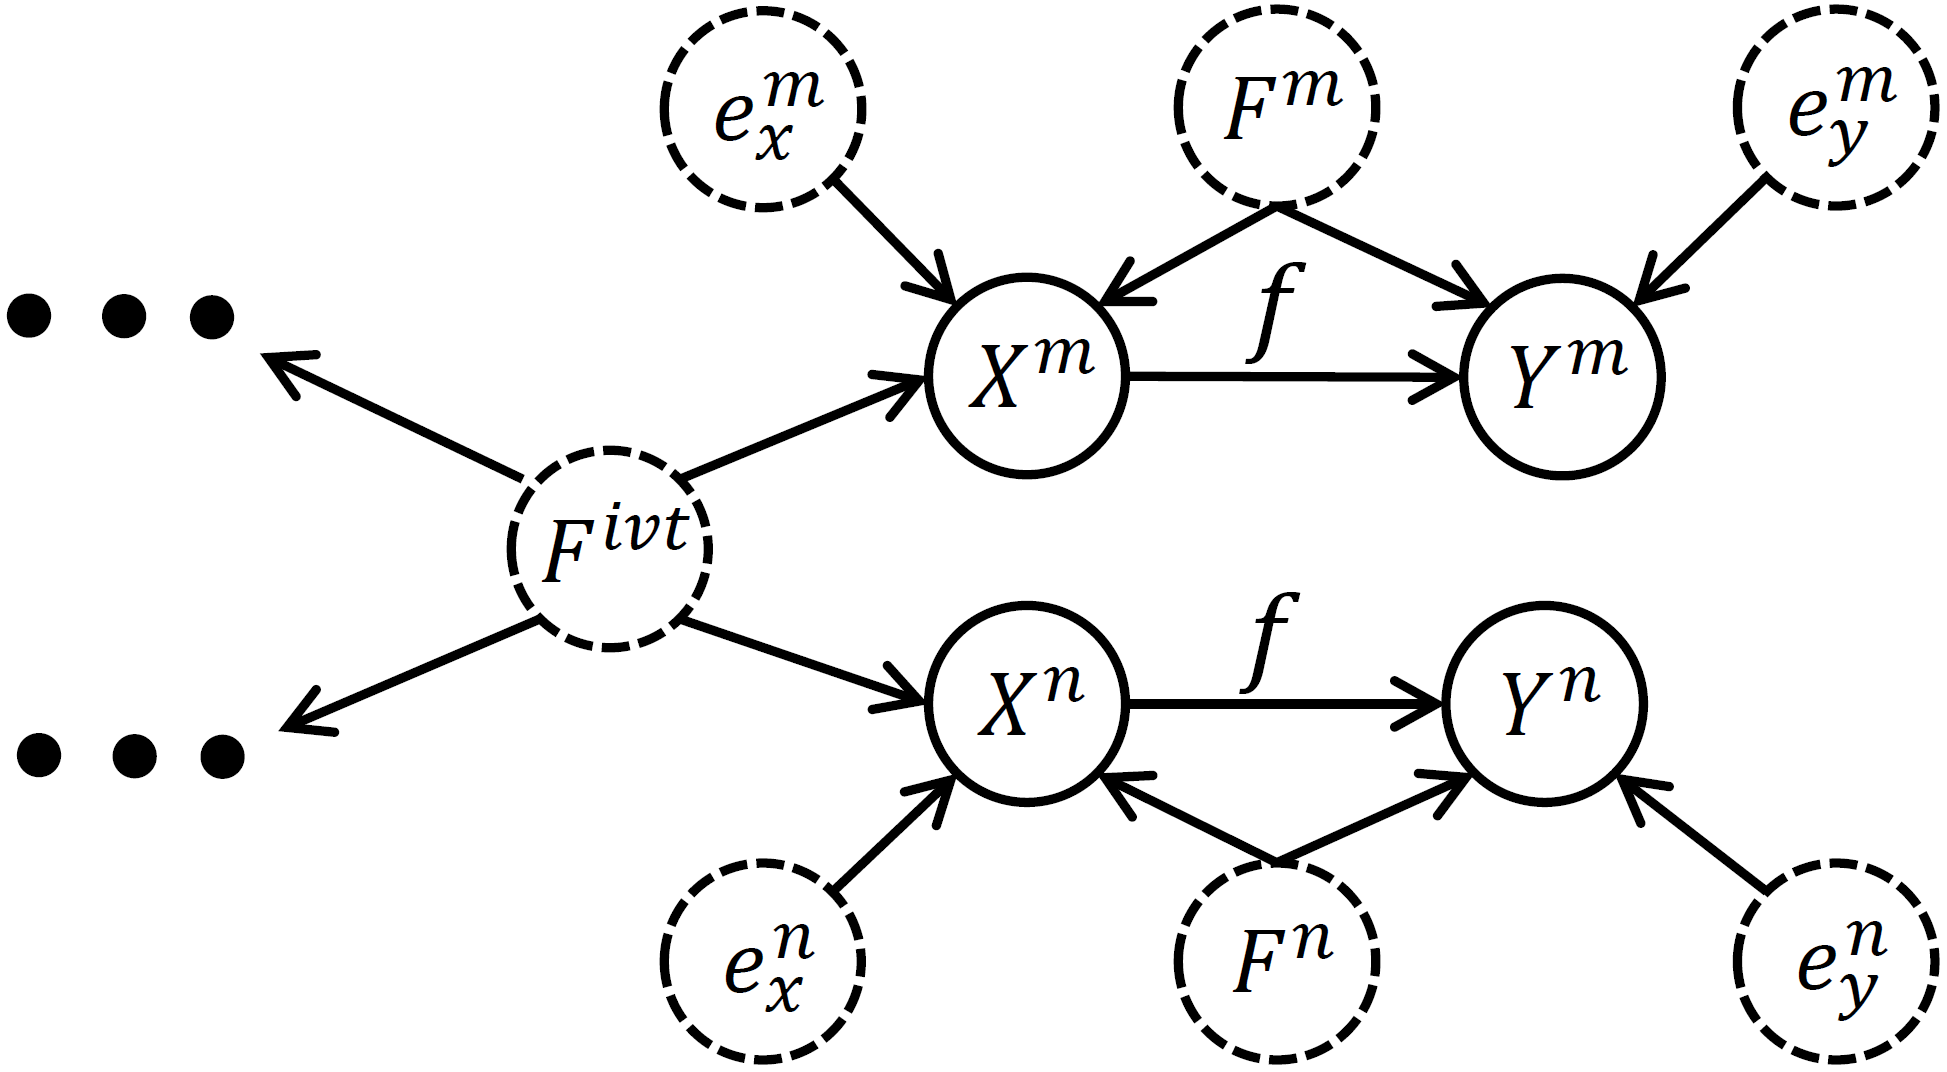 e_x^m
F^m
e_y^m
f
X^m
Y^m
F^{ivt}
f
X^n
Y^n
e_x^n
F^n
e_y^n